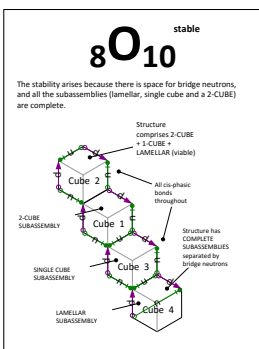 stable
8O10
The stability arises because there is space for bridge neutrons,
and all the subassemblies (lamellar, single cube and a 2-CUBE)
are complete.
Structure
comprises 2-CUBE
+ 1-CUBE +
LAMELLAR (viable)
Cube 2
All cis-phasic
bonds
throughout
2-CUBE
SUBASSEMBLY
Cube 1
Structure has
COMPLETE
SUBASSEMBLIES
separated by
bridge neutrons
SINGLE CUBE
SUBASSEMBLY
Cube 3
LAMELLAR
SUBASSEMBLY
Cube 4